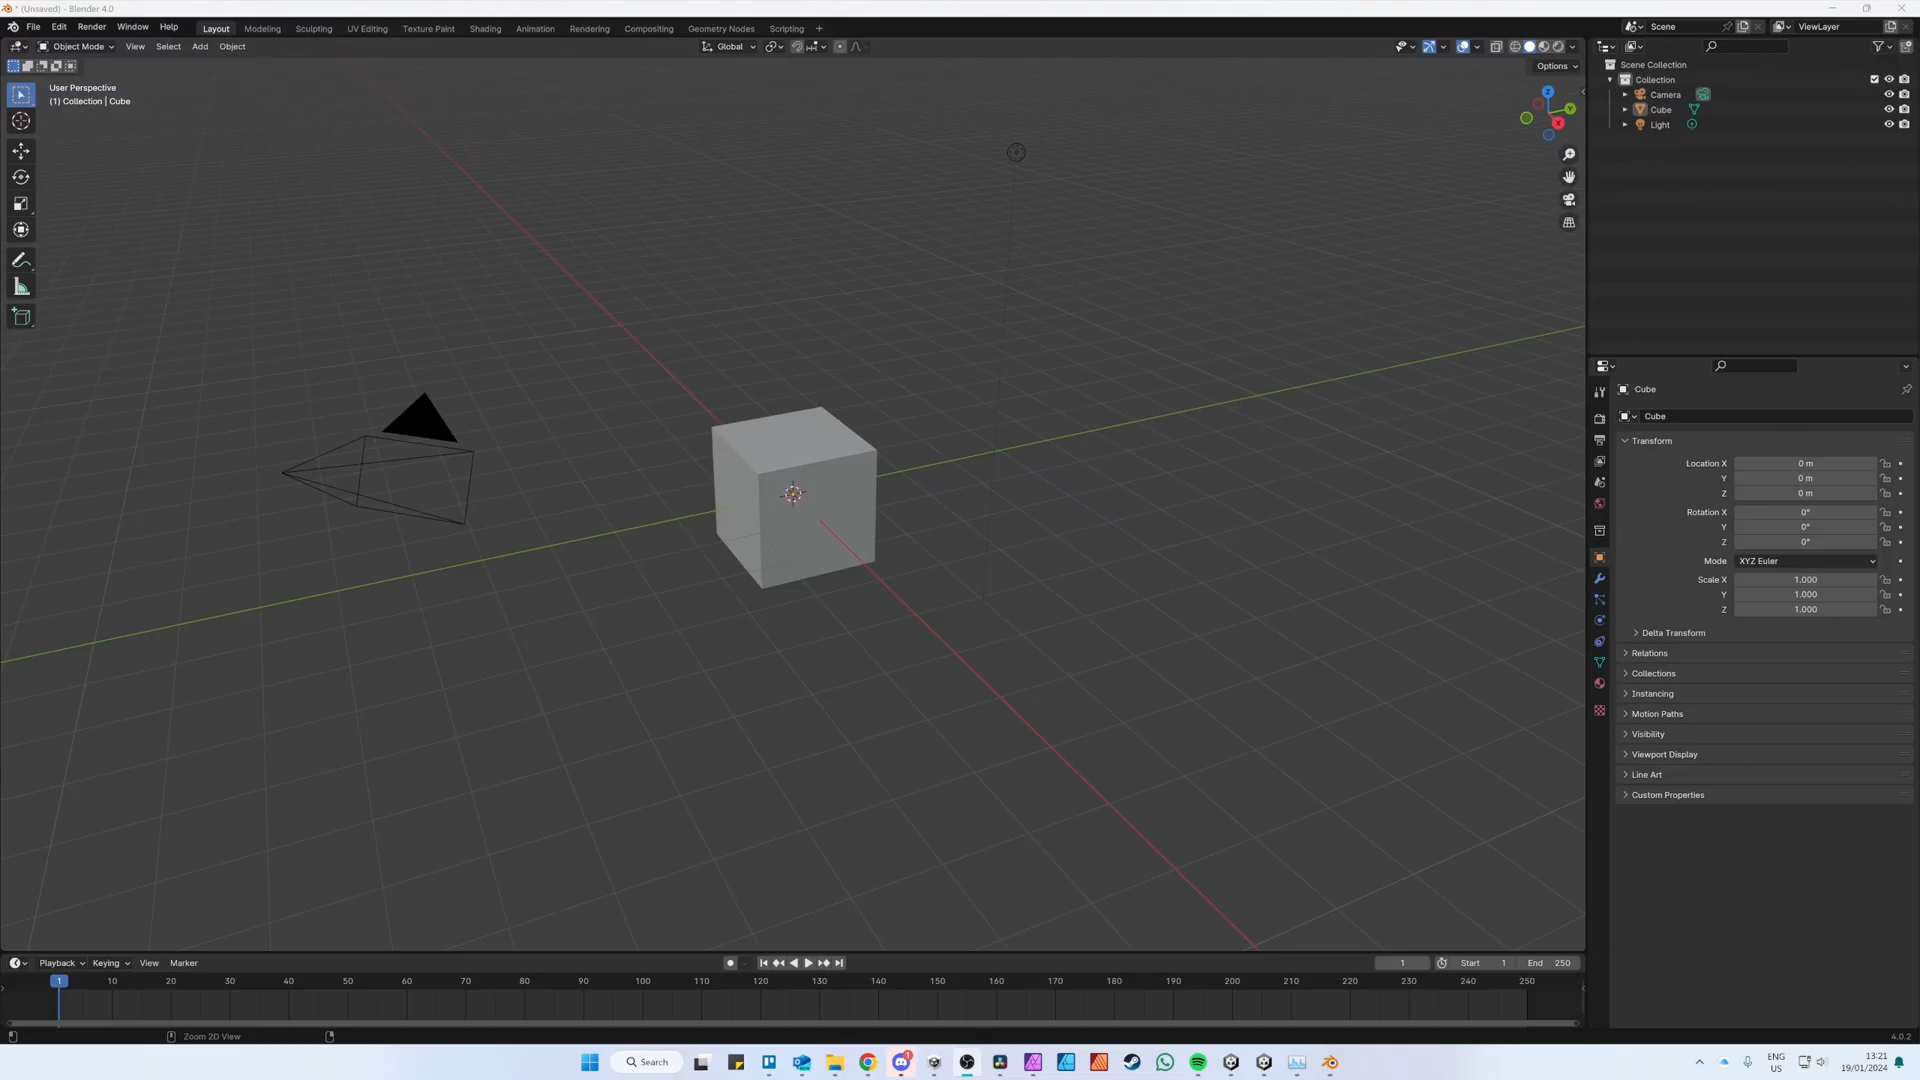 * (Unsaved) - Blender 4.0
File Edit Render Window Help
Layout Modeling Sculpting UV Editing Texture Paint Shading Animation Rendering Compositing Geometry Nodes Scripting +
Scene
ViewLayer
Object Mode View Select Add Object
Global
Options
User Perspective
(1) Collection | Cube
Z
Y
X
Scene Collection
Collection
Camera
Cube
Light
Cube
Cube
Transform
Location X 0 m
Y 0 m
Z 0 m
Rotation X 0°
Y 0°
Z 0°
Mode XYZ Euler
Scale X 1.000
Y 1.000
Z 1.000
Delta Transform
Relations
Collections
Instancing
Motion Paths
Visibility
Viewport Display
Line Art
Custom Properties
Playback Keying View Marker
1 Start 1 End 250
1 10 20 30 40 50 60 70 80 90 100 110 120 130 140 150 160 170 180 190 200 210 220 230 240 250
Zoom 2D View
4.0.2
Search
1
ENG
US
13:21
19/01/2024